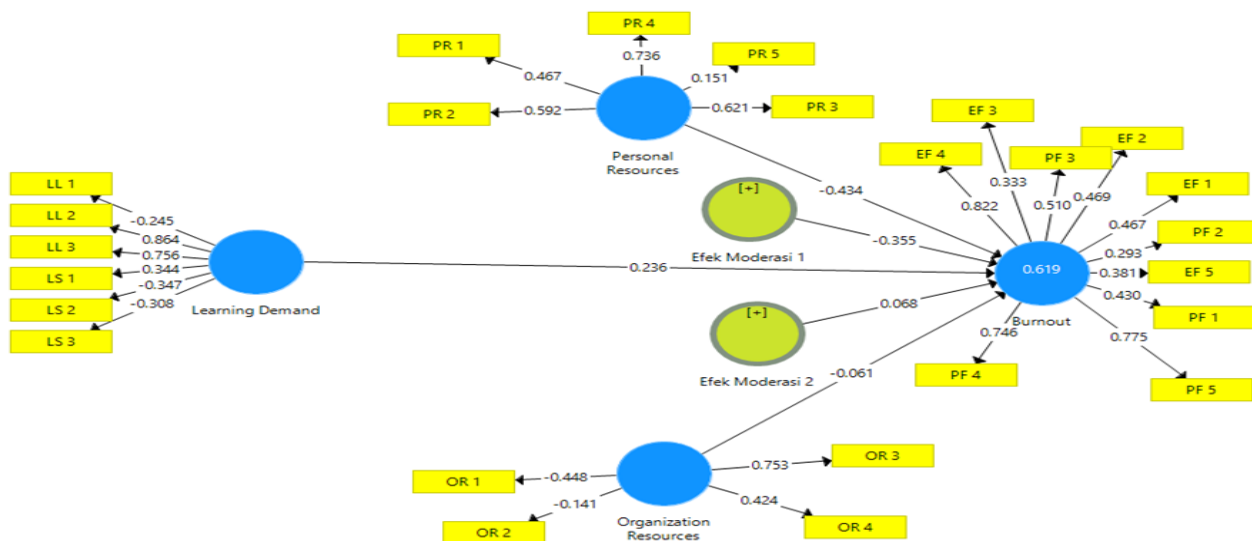 PR 4
PR 1
0.736
PR 5
0.467
0.151
PR 2
0.592
0.621
PR 3
Personal
Resources
EF 3
EF 2
EF 4
PF 3
EF 1
0.333
0.510
0.469
0.822
0.467
PF 2
0.293
0.381
EF 5
0.430
PF 1
0.775
0.746
PF 4
PF 5
0.619
Burnout
-0.434
[+]
-0.355
Efek Moderasi 1
LL 1
LL 2
LL 3
LS 1
LS 2
LS 3
-0.245
0.864
0.756
0.344
-0.347
-0.308
Learning Demand
0.236
[+]
0.068
Efek Moderasi 2
-0.061
OR 1
-0.448
0.753
OR 3
-0.141
0.424
OR 2
OR 4
Organization
Resources